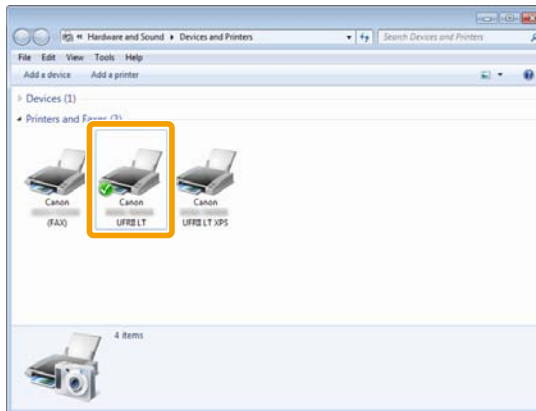 « Hardware and Sound ▸ Devices and Printers
Search Devices and Printers
File Edit View Tools Help
Add a device Add a printer
Devices (1)
Printers and Faxes (3)
Canon
(FAX)
Canon
UFRII LT
Canon
UFRII LT XPS
4 items